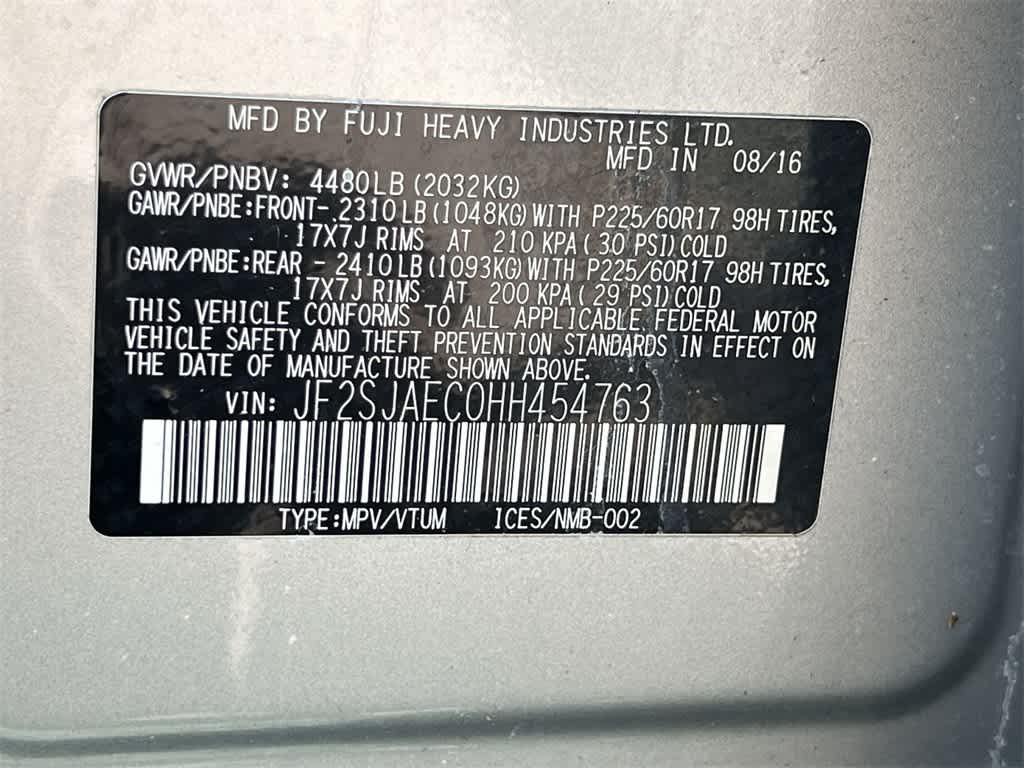 MFD BY FUJI HEAVY INDUSTRIES LTD.
MFD IN 08/16
GVWR/PNBV: 4480LB (2032KG)
GAWR/PNBE:FRONT- 2310LB(1048KG)WITH P225/60R17 98H TIRES,
17X7J RIMS AT 210 KPA(30 PSI)COLD
GAWR/PNBE:REAR - 2410LB(1093KG)WITH P225/60R17 98H TIRES,
17X7J RIMS AT 200 KPA(29 PSI)COLD
THIS VEHICLE CONFORMS TO ALL APPLICABLE FEDERAL MOTOR
VEHICLE SAFETY AND THEFT PREVENTION STANDARDS IN EFFECT ON
THE DATE OF MANUFACTURE SHOWN ABOVE.
VIN: JF2SJAEC0HH454763
TYPE:MPV/VTUM ICES/NMB-002